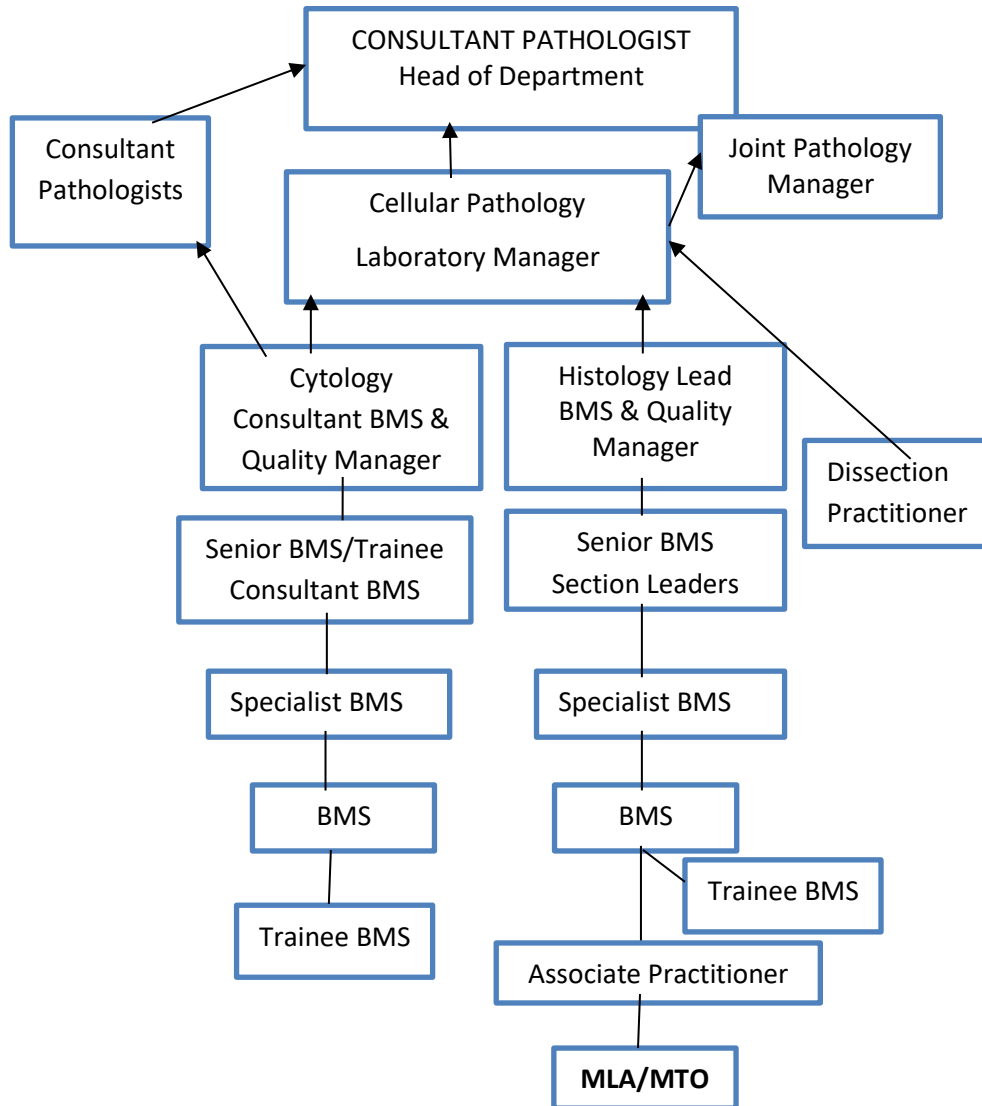 CONSULTANT PATHOLOGIST
Head of Department
Consultant
Pathologists
Joint Pathology
Manager
Cellular Pathology
Laboratory Manager
Cytology
Consultant BMS &
Quality Manager
Histology Lead
BMS & Quality
Manager
Dissection
Practitioner
Senior BMS/Trainee
Consultant BMS
Senior BMS
Section Leaders
Specialist BMS
Specialist BMS
BMS
BMS
Trainee BMS
Trainee BMS
Associate Practitioner
MLA/MTO